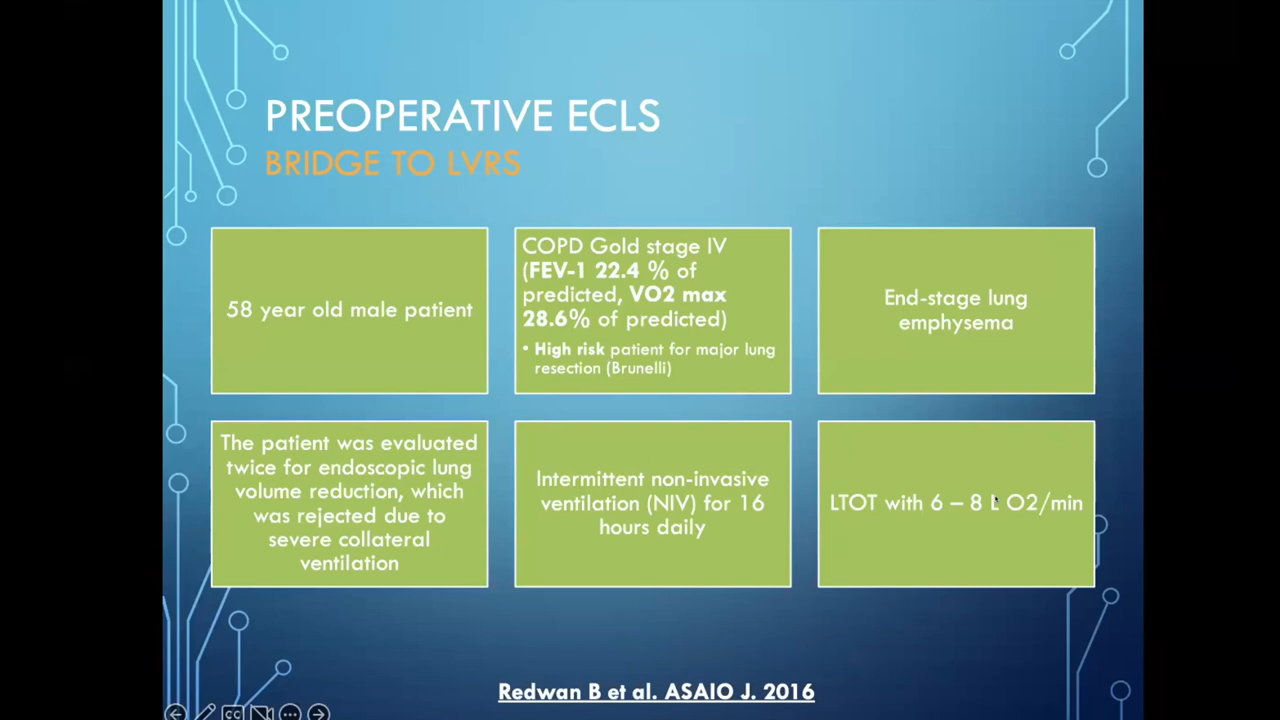 PREOPERATIVE ECLS
BRIDGE TO LVRS
58 year old male patient
COPD Gold stage IV
(FEV-1 22.4 % of
predicted, VO2 max
28.6% of predicted)
• High risk patient for major lung
resection (Brunelli)
End-stage lung
emphysema
The patient was evaluated
twice for endoscopic lung
volume reduction, which
was rejected due to
severe collateral
ventilation
Intermittent non-invasive
ventilation (NIV) for 16
hours daily
LTOT with 6 – 8 L O2/min
Redwan B et al. ASAIO J. 2016
CC